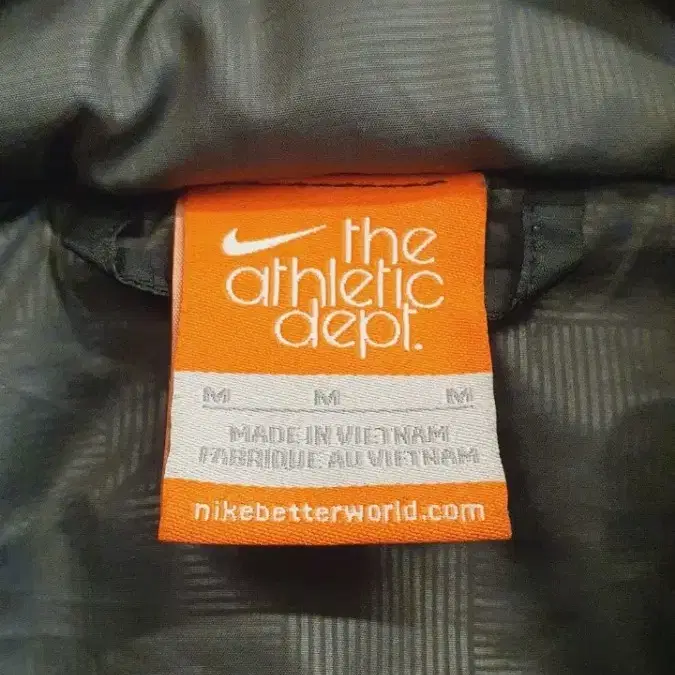 the
athletic
dept.
M M M
MADE IN VIETNAM
FABRIQUE AU VIETNAM
nikebetterworld.com